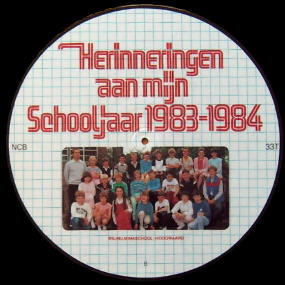 Herinneringen
aan mijn
Schooljaar 1983-1984
NCB
33T
B